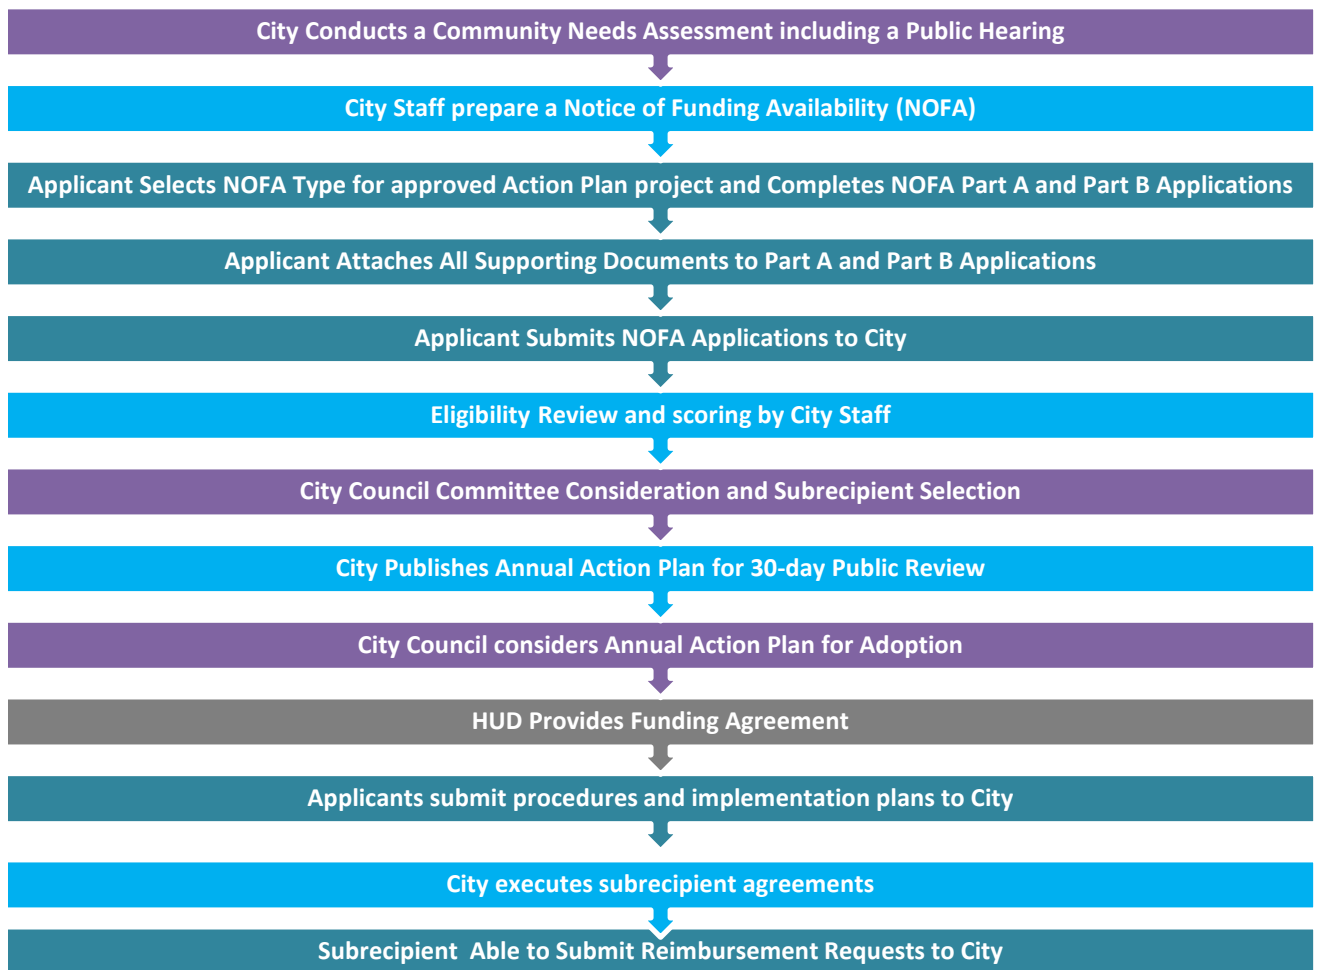 City Conducts a Community Needs Assessment including a Public Hearing
City Staff prepare a Notice of Funding Availability (NOFA)
Applicant Selects NOFA Type for approved Action Plan project and Completes NOFA Part A and Part B Applications
Applicant Attaches All Supporting Documents to Part A and Part B Applications
Applicant Submits NOFA Applications to City
Eligibility Review and scoring by City Staff
City Council Committee Consideration and Subrecipient Selection
City Publishes Annual Action Plan for 30-day Public Review
City Council considers Annual Action Plan for Adoption
HUD Provides Funding Agreement
Applicants submit procedures and implementation plans to City
City executes subrecipient agreements
Subrecipient Able to Submit Reimbursement Requests to City